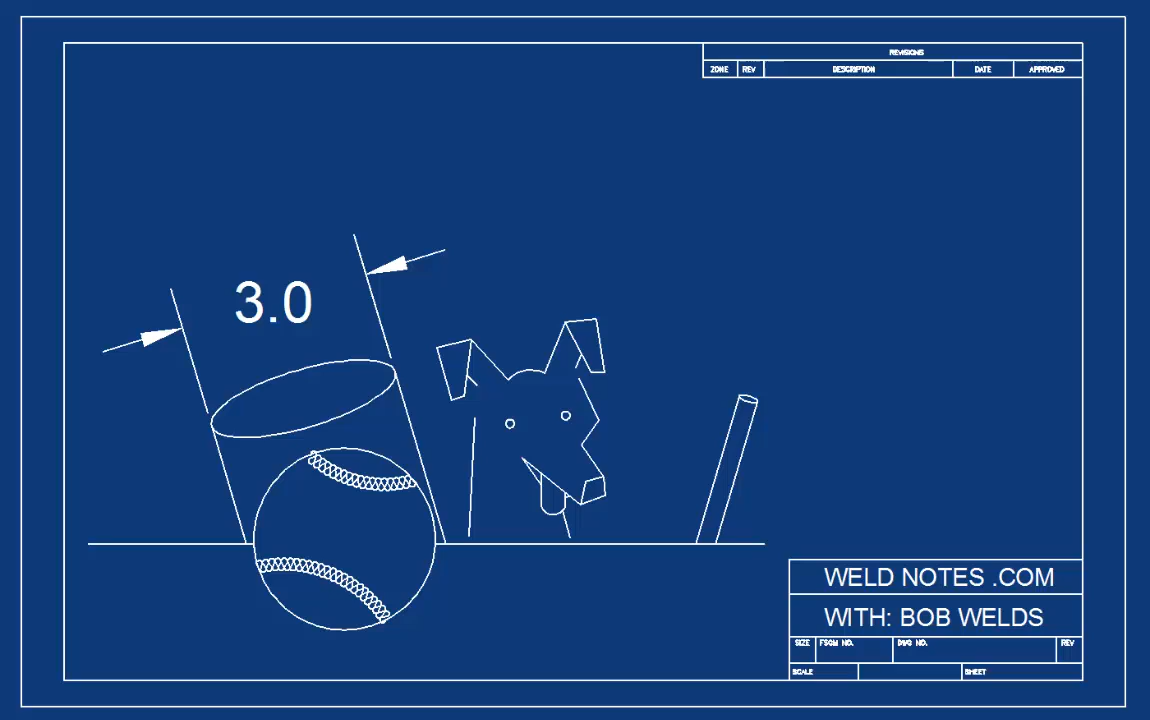 REVISIONS
ZONE REV DESCRIPTION DATE APPROVED
3.0
WELD NOTES .COM
WITH: BOB WELDS
SIZE FSCM NO. DWG NO. REV
SCALE SHEET